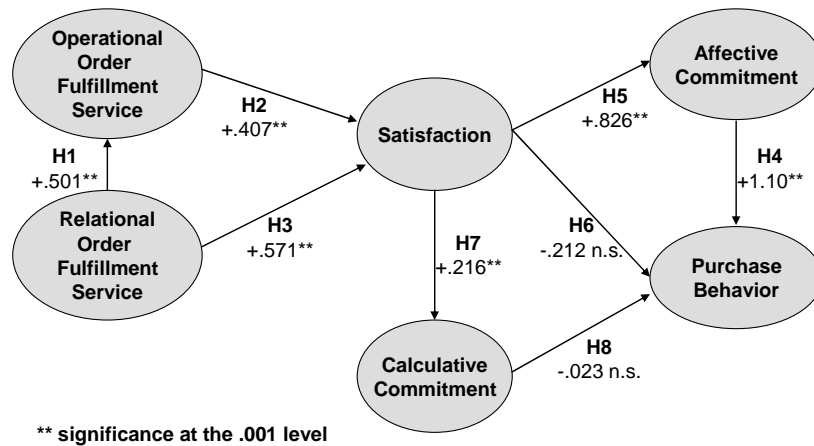 Operational
Order
Fulfillment
Service
H1
+.501**
Relational
Order
Fulfillment
Service
H2
+.407**
H3
+.571**
Satisfaction
H7
+.216**
Calculative
Commitment
H5
+.826**
H6
-.212 n.s.
H8
-.023 n.s.
Affective
Commitment
H4
+1.10**
Purchase
Behavior
** significance at the .001 level